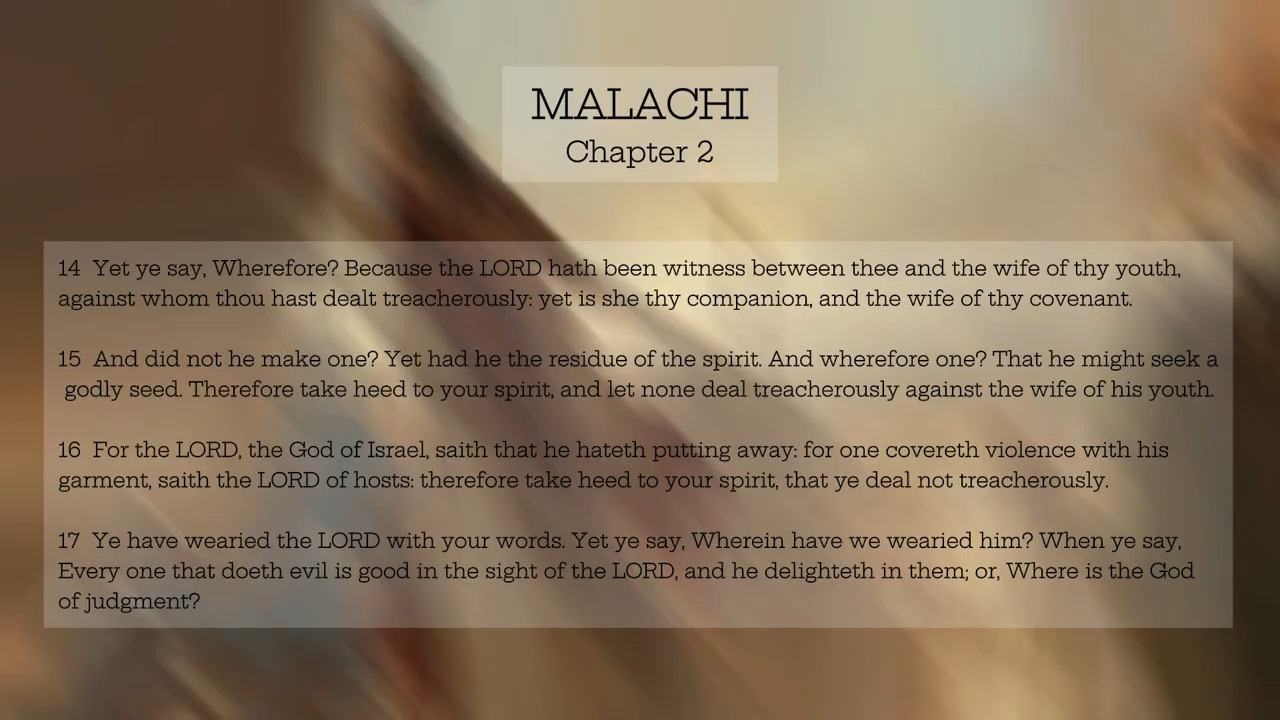 MALACHI
Chapter 2
14 Yet ye say, Wherefore? Because the LORD hath been witness between thee and the wife of thy youth,
against whom thou hast dealt treacherously: yet is she thy companion, and the wife of thy covenant.
15 And did not he make one? Yet had he the residue of the spirit. And wherefore one? That he might seek a
godly seed. Therefore take heed to your spirit, and let none deal treacherously against the wife of his youth.
16 For the LORD, the God of Israel, saith that he hateth putting away: for one covereth violence with his
garment, saith the LORD of hosts: therefore take heed to your spirit, that ye deal not treacherously.
17 Ye have wearied the LORD with your words. Yet ye say, Wherein have we wearied him? When ye say,
Every one that doeth evil is good in the sight of the LORD, and he delighteth in them; or, Where is the God
of judgment?